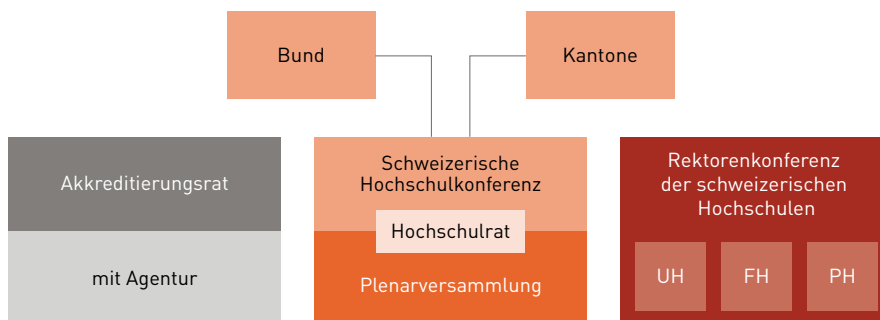 Bund
Kantone
Akkreditierungsrat
mit Agentur
Schweizerische
Hochschulkonferenz
Hochschulrat
Plenarversammlung
Rektorenkonferenz
der schweizerischen
Hochschulen
UH
FH
PH